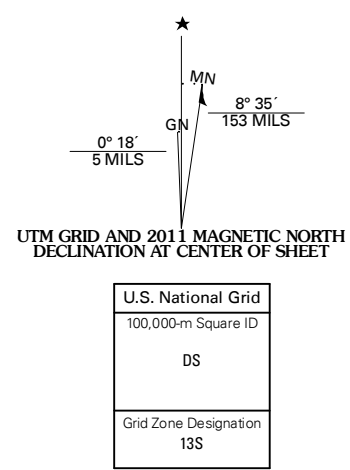 ★
MN
GN
8° 35´
153 MILS
0° 18´
5 MILS
UTM GRID AND 2011 MAGNETIC NORTH
DECLINATION AT CENTER OF SHEET
U.S. National Grid
100,000-m Square ID
DS
Grid Zone Designation
13S